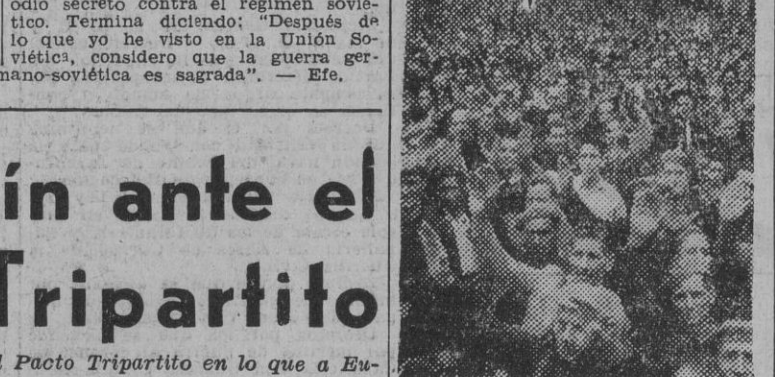 odio secreto contra el régimen sovié-
tico. Termina diciendo: "Después de
lo que yo he visto en la Unión So-
viética, considero que la guerra ger-
mano-soviética es sagrada". — Efe.
ín ante el
Tripartito
l Pacto Tripartito en lo que a Eu-